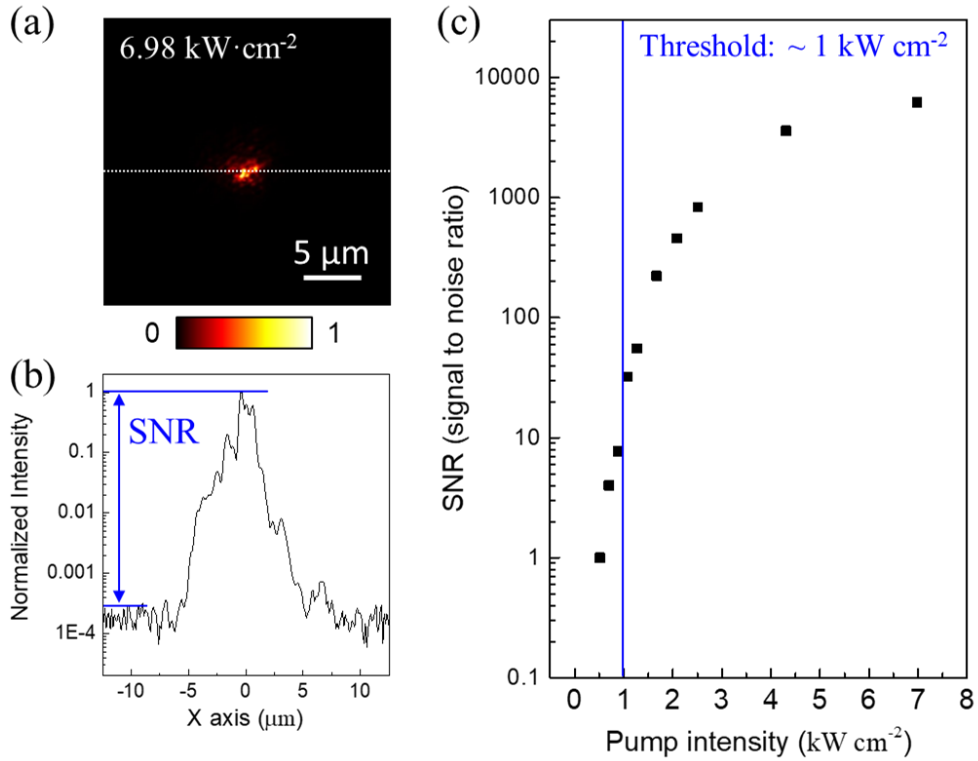 (a)
6.98 kW·cm-2
5 μm
0 1
(b)
Normalized Intensity
1
0.1
0.01
0.001
1E-4
SNR
-10 -5 0 5 10
X axis (μm)
(c)
Threshold: ~ 1 kW cm-2
SNR (signal to noise ratio)
10000
1000
100
10
1
0.1
0 1 2 3 4 5 6 7 8
Pump intensity (kW cm-2)